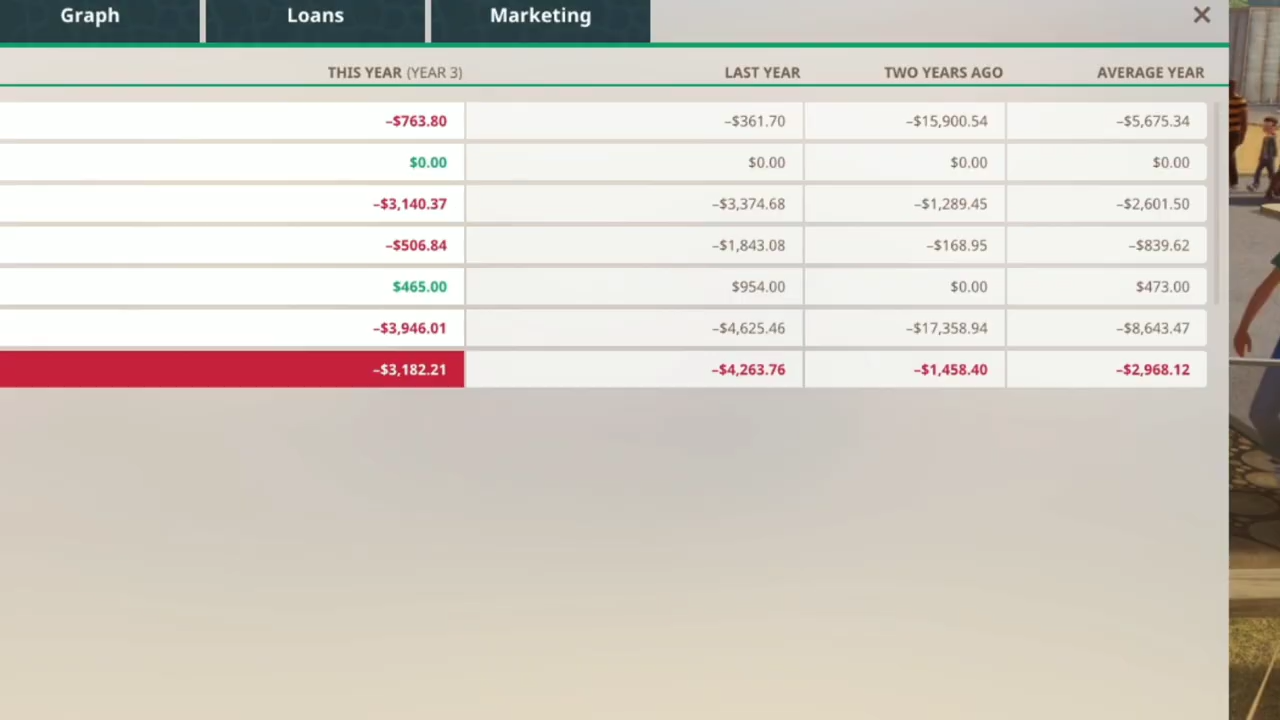 Graph Loans Marketing ×
THIS YEAR (YEAR 3) LAST YEAR TWO YEARS AGO AVERAGE YEAR
–$763.80 –$361.70 –$15,900.54 –$5,675.34
$0.00 $0.00 $0.00 $0.00
–$3,140.37 –$3,374.68 –$1,289.45 –$2,601.50
–$506.84 –$1,843.08 –$168.95 –$839.62
$465.00 $954.00 $0.00 $473.00
–$3,946.01 –$4,625.46 –$17,358.94 –$8,643.47
–$3,182.21 –$4,263.76 –$1,458.40 –$2,968.12